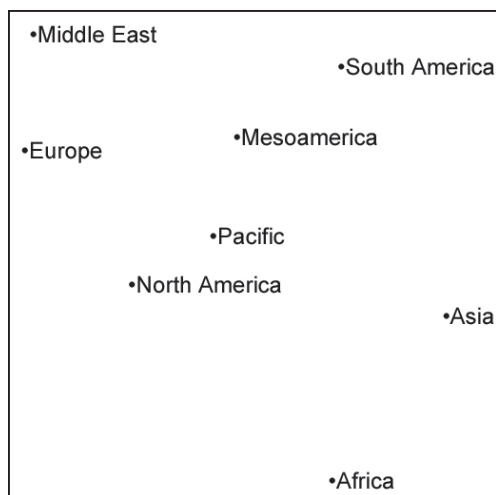 •Middle East
•South America
•Mesoamerica
•Europe
•Pacific
•North America
•Asia
•Africa